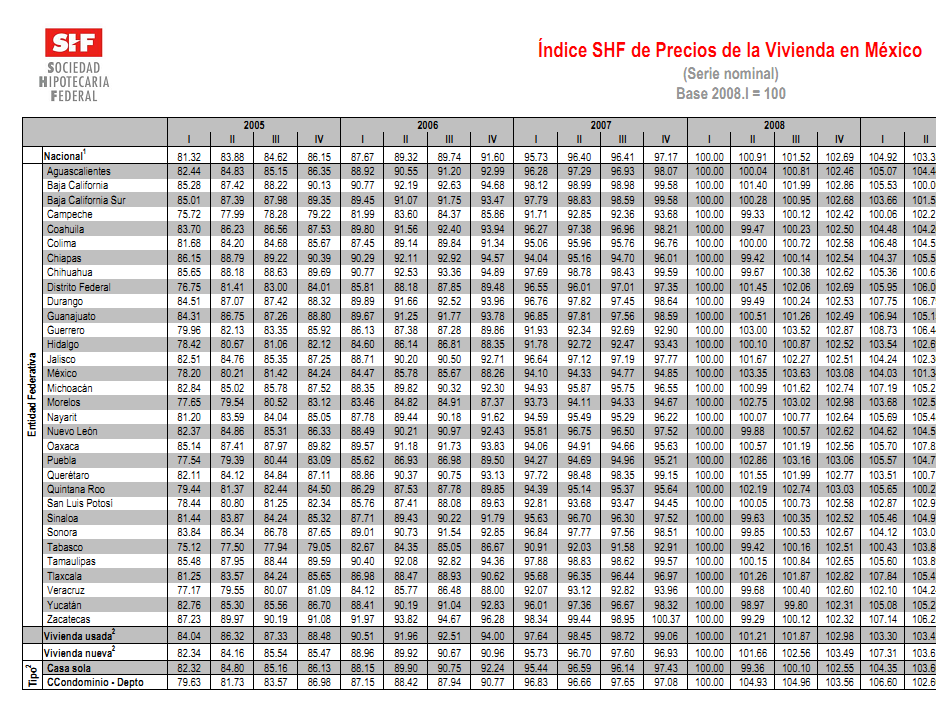 SHF
SOCIEDAD
HIPOTECARIA
FEDERAL
Índice SHF de Precios de la Vivienda en México
(Serie nominal)
Base 2008.I = 100
2005 2006 2007 2008
I II III IV I II III IV I II III IV I II III IV I II
Nacional1 81.32 83.88 84.62 86.15 87.67 89.32 89.74 91.60 95.73 96.40 96.41 97.17 100.00 100.91 101.52 102.69 104.92 103.3
Entidad Federativa
Aguascalientes 82.44 84.83 85.15 86.35 88.92 90.55 91.20 92.99 96.28 97.29 96.93 98.07 100.00 100.04 100.81 102.46 105.07 104.4
Baja California 85.28 87.42 88.22 90.13 90.77 92.19 92.63 94.68 98.12 98.99 98.98 99.58 100.00 101.40 101.99 102.86 105.53 100.0
Baja California Sur 85.01 87.39 87.98 89.35 89.45 91.07 91.75 93.47 97.79 98.83 98.59 99.58 100.00 100.28 100.95 102.68 103.66 101.5
Campeche 75.72 77.99 78.28 79.22 81.99 83.60 84.37 85.86 91.71 92.85 92.36 93.68 100.00 99.33 100.12 102.42 100.06 102.2
Coahuila 83.70 86.23 86.56 87.53 89.80 91.56 92.40 93.94 96.27 97.38 96.96 98.21 100.00 99.47 100.23 102.50 104.48 104.2
Colima 81.68 84.20 84.68 85.67 87.45 89.14 89.84 91.34 95.06 95.96 95.76 96.76 100.00 100.00 100.72 102.58 106.48 104.5
Chiapas 86.15 88.79 89.22 90.39 90.29 92.11 92.92 94.57 94.04 95.16 94.70 96.01 100.00 99.42 100.14 102.54 104.37 105.5
Chihuahua 85.65 88.18 88.63 89.69 90.77 92.53 93.36 94.89 97.69 98.78 98.43 99.59 100.00 99.67 100.38 102.62 105.36 100.6
Distrito Federal 76.75 81.41 83.00 84.01 85.81 88.18 87.85 89.48 96.55 96.01 97.01 97.35 100.00 101.45 102.06 102.69 105.95 106.0
Durango 84.51 87.07 87.42 88.32 89.89 91.66 92.52 93.96 96.76 97.82 97.45 98.64 100.00 99.49 100.24 102.53 107.75 106.7
Guanajuato 84.31 86.75 87.26 88.80 89.67 91.25 91.77 93.78 96.85 97.81 97.56 98.59 100.00 100.51 101.26 102.49 106.94 105.1
Guerrero 79.96 82.13 83.35 85.92 86.13 87.38 87.28 89.86 91.93 92.34 92.69 92.90 100.00 103.00 103.52 102.87 108.73 106.4
Hidalgo 78.42 80.67 81.06 82.12 84.60 86.14 86.81 88.35 91.78 92.72 92.47 93.43 100.00 100.10 100.87 102.52 103.54 102.6
Jalisco 82.51 84.76 85.35 87.25 88.71 90.20 90.50 92.71 96.64 97.12 97.19 97.77 100.00 101.67 102.27 102.51 104.24 102.3
México 78.20 80.21 81.42 84.24 84.47 85.78 85.67 88.26 94.10 94.33 94.77 94.85 100.00 103.35 103.63 103.08 104.03 101.3
Michoacán 82.84 85.02 85.78 87.52 88.35 89.82 90.32 92.30 94.93 95.87 95.75 96.55 100.00 100.99 101.62 102.74 107.19 105.2
Morelos 77.65 79.54 80.52 83.12 83.46 84.82 84.91 87.37 93.73 94.11 94.33 94.67 100.00 102.75 103.02 102.98 103.68 102.5
Nayarit 81.20 83.59 84.04 85.05 87.78 89.44 90.18 91.62 94.59 95.49 95.29 96.22 100.00 100.07 100.77 102.64 105.69 105.4
Nuevo León 82.37 84.86 85.31 86.33 88.49 90.21 90.97 92.43 95.81 96.75 96.50 97.52 100.00 99.88 100.57 102.62 104.62 104.5
Oaxaca 85.14 87.41 87.97 89.82 89.57 91.18 91.73 93.83 94.06 94.91 94.66 95.63 100.00 100.57 101.19 102.56 105.70 107.8
Puebla 77.54 79.39 80.44 83.09 85.62 86.93 86.98 89.50 94.27 94.69 94.96 95.21 100.00 102.86 103.16 103.06 105.57 104.7
Querétaro 82.11 84.12 84.84 87.11 88.86 90.37 90.75 93.13 97.72 98.48 98.35 99.15 100.00 101.55 101.99 102.77 103.51 100.7
Quintana Roo 79.44 81.37 82.44 84.50 86.29 87.53 87.78 89.85 94.39 95.14 95.37 95.64 100.00 102.19 102.74 103.03 105.65 100.2
San Luis Potosí 78.44 80.80 81.25 82.34 85.76 87.41 88.08 89.63 92.81 93.68 93.47 94.45 100.00 100.05 100.73 102.58 102.87 102.9
Sinaloa 81.44 83.87 84.24 85.32 87.71 89.43 90.22 91.79 95.63 96.70 96.30 97.52 100.00 99.63 100.35 102.52 105.46 104.9
Sonora 83.84 86.34 86.78 87.65 89.01 90.73 91.54 92.85 96.84 97.77 97.56 98.51 100.00 99.85 100.53 102.67 104.12 103.0
Tabasco 75.12 77.50 77.94 79.05 82.67 84.35 85.05 86.67 90.91 92.03 91.58 92.91 100.00 99.42 100.16 102.51 100.43 103.8
Tamaulipas 85.48 87.95 88.44 89.59 90.40 92.08 92.82 94.36 97.88 98.83 98.62 99.57 100.00 100.15 100.84 102.65 105.60 103.8
Tlaxcala 81.25 83.57 84.24 85.65 86.98 88.47 88.93 90.62 95.68 96.35 96.44 96.97 100.00 101.26 101.87 102.82 107.84 105.4
Veracruz 77.17 79.55 80.07 81.09 84.12 85.77 86.48 88.00 92.07 93.12 92.82 93.96 100.00 99.68 100.40 102.60 102.10 104.2
Yucatán 82.76 85.30 85.56 86.70 88.41 90.19 91.04 92.83 96.01 97.36 96.67 98.32 100.00 98.97 99.80 102.31 105.08 105.2
Zacatecas 87.23 89.97 90.19 91.08 91.97 93.82 94.67 96.28 98.34 99.44 98.95 100.37 100.00 99.29 100.12 102.32 107.14 106.2
Vivienda usada2 84.04 86.32 87.33 88.48 90.51 91.96 92.51 94.00 97.64 98.45 98.72 99.06 100.00 101.21 101.87 102.98 103.30 103.4
Vivienda nueva2 82.34 84.16 85.54 85.47 88.96 89.92 90.67 90.96 95.73 96.70 97.60 96.93 100.00 101.66 102.56 103.49 107.31 103.6
Tipo3
Casa sola 82.32 84.80 85.16 86.13 88.15 89.90 90.75 92.24 95.44 96.59 96.14 97.43 100.00 99.36 100.10 102.55 104.35 103.6
CCondominio - Depto 79.63 81.73 83.57 86.98 87.15 88.42 87.94 90.77 96.83 96.66 97.65 97.08 100.00 104.93 104.96 103.56 106.60 102.6